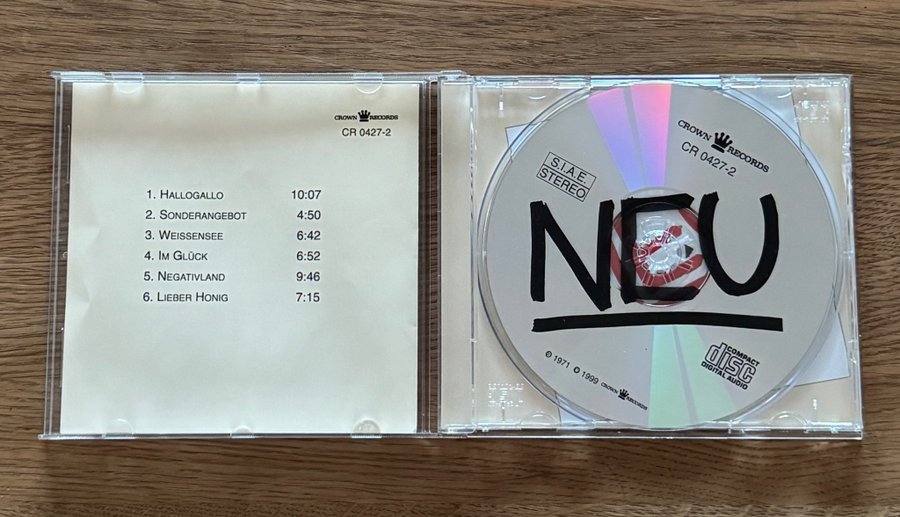 CROWN RECORDS
CR 0427-2
1. HALLOGALLO 10:07
2. SONDERANGEBOT 4:50
3. WEISSENSEE 6:42
4. IM GLÜCK 6:52
5. NEGATIVLAND 9:46
6. LIEBER HONIG 7:15
CROWN RECORDS
CR 0427-2
S.I.A.E.
STEREO
NEU
℗ 1971 © 1999 CROWN RECORDS
COMPACT
disc
DIGITAL AUDIO